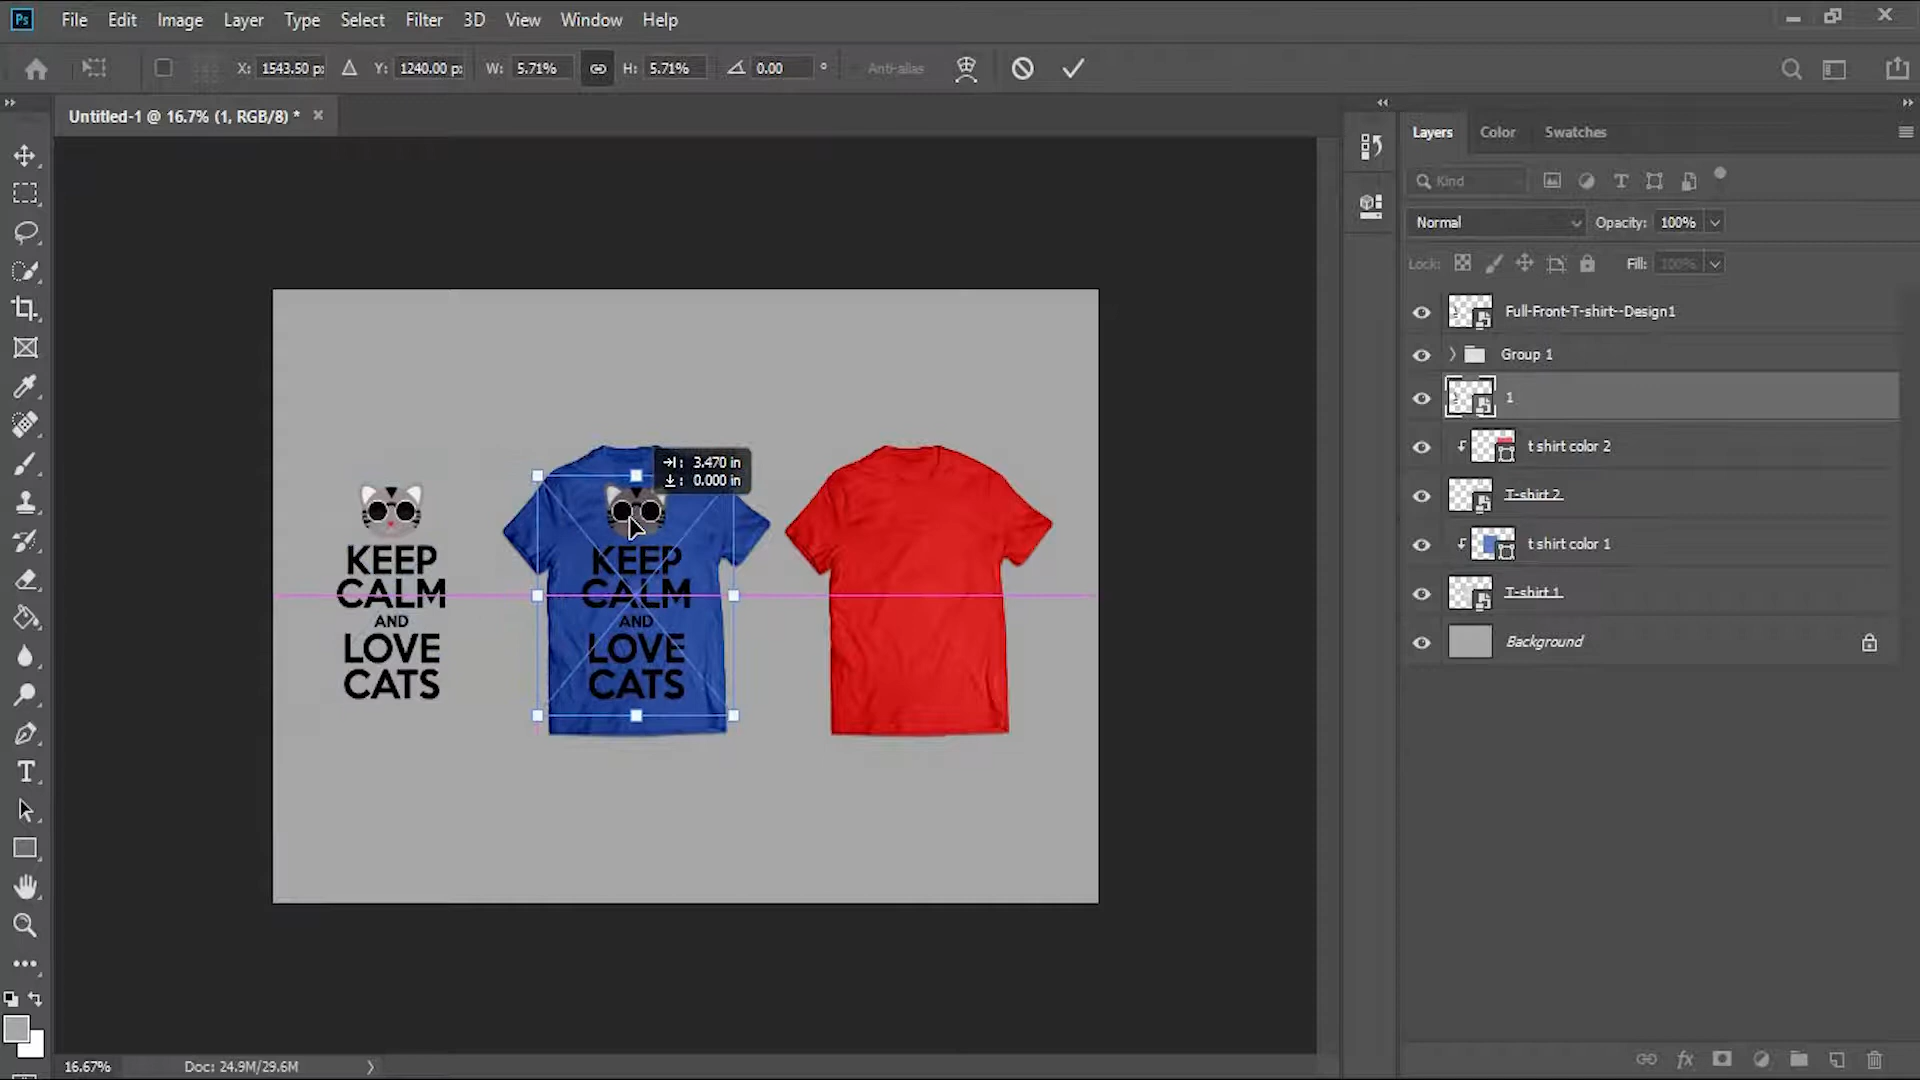 Ps File Edit Image Layer Type Select Filter 3D View Window Help
X: 1543.50 px Y: 1240.00 px W: 5.71% H: 5.71% 0.00 ° Anti-alias
Untitled-1 @ 16.7% (1, RGB/8) * ×
Layers Color Swatches
Kind
Normal Opacity: 100%
Lock: Fill: 100%
Full-Front-T-shirt--Design1
Group 1
1
t shirt color 2
T-shirt 2
t shirt color 1
T-shirt 1
Background
3.470 in
0.000 in
KEEP
CALM
AND
LOVE
CATS
KEEP
CALM
AND
LOVE
CATS
16.67% Doc: 24.9M/29.6M